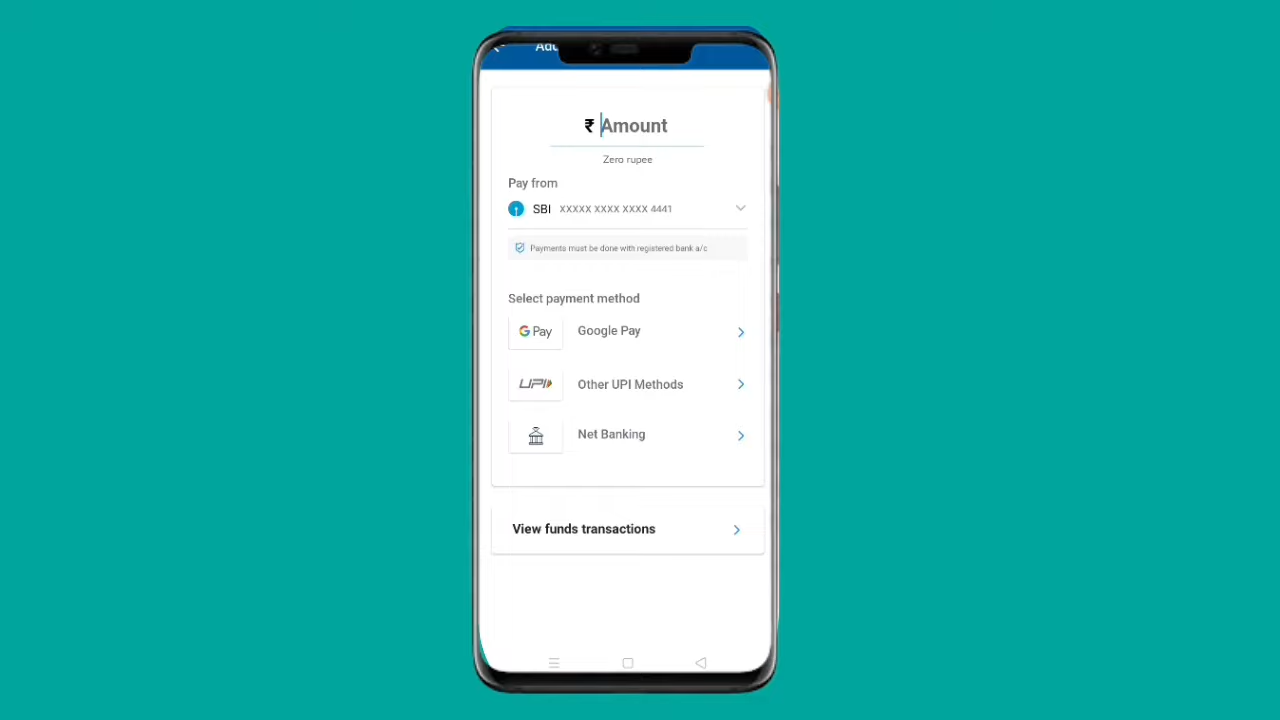 ₹ Amount
Zero rupee
Pay from
SBI XXXXX XXXX XXXX 4441
Payments must be done with registered bank a/c
Select payment method
G Pay Google Pay
UPI Other UPI Methods
Net Banking
View funds transactions